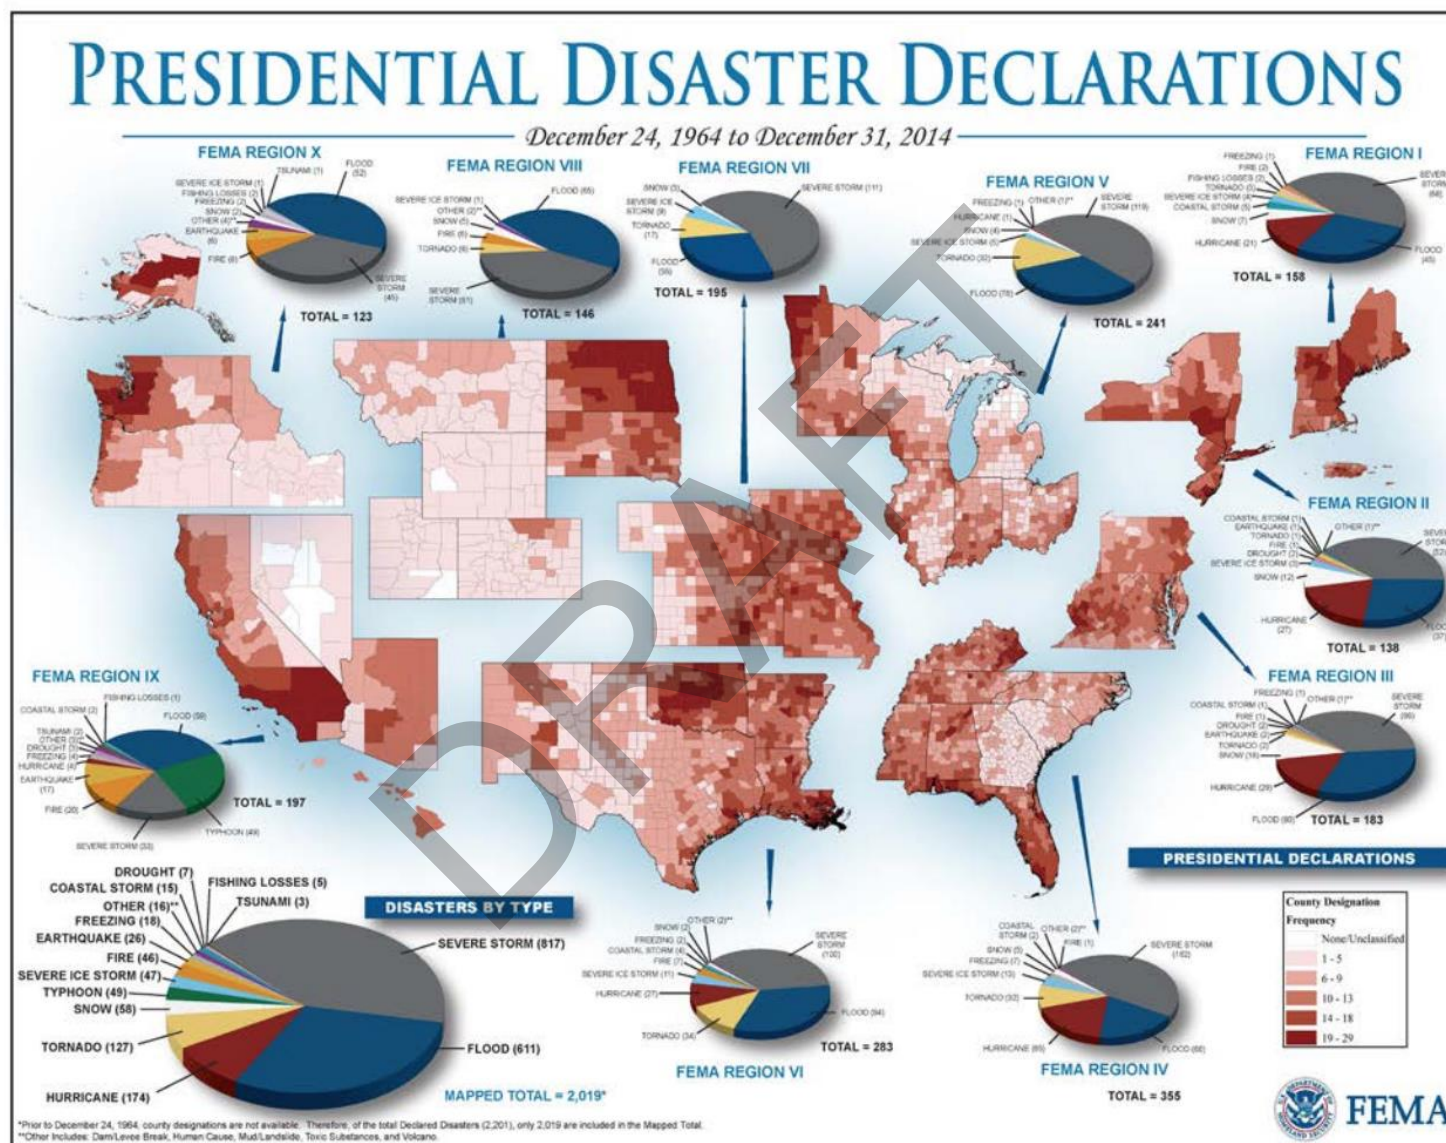 PRESIDENTIAL DISASTER DECLARATIONS
December 24, 1964 to December 31, 2014
FEMA REGION X
TSUNAMI (1)
FLOOD (52)
SEVERE ICE STORM (1)
FISHING LOSSES (2)
FREEZING (2)
SNOW (2)
OTHER (4)**
EARTHQUAKE (6)
FIRE (8)
SEVERE STORM (45)
TOTAL = 123
FEMA REGION VIII
FLOOD (65)
SEVERE ICE STORM (1)
OTHER (2)**
SNOW (5)
FIRE (6)
TORNADO (6)
SEVERE STORM (61)
TOTAL = 146
FEMA REGION VII
SNOW (3)
SEVERE STORM (111)
SEVERE ICE STORM (9)
TORNADO (17)
FLOOD (55)
TOTAL = 195
FEMA REGION V
FREEZING (1)
OTHER (1)**
SEVERE STORM (119)
HURRICANE (1)
SNOW (4)
SEVERE ICE STORM (5)
TORNADO (32)
FLOOD (78)
TOTAL = 241
FEMA REGION I
FREEZING (1)
FIRE (2)
FISHING LOSSES (2)
TORNADO (3)
SEVERE ICE STORM (4)
COASTAL STORM (5)
SNOW (7)
HURRICANE (21)
STORM (68)
FLOOD (45)
TOTAL = 158
FEMA REGION II
COASTAL STORM (1)
EARTHQUAKE (1)
TORNADO (1)
FIRE (1)
DROUGHT (2)
SEVERE ICE STORM (3)
SNOW (12)
OTHER (1)**
HURRICANE (27)
TOTAL = 138
FEMA REGION III
FREEZING (1)
OTHER (1)**
SEVERE STORM
COASTAL STORM (1)
FIRE (1)
DROUGHT (2)
EARTHQUAKE (2)
TORNADO (2)
SNOW (18)
HURRICANE (29)
FLOOD (60)
TOTAL = 183
FEMA REGION IX
FISHING LOSSES (1)
COASTAL STORM (2)
FLOOD (59)
TSUNAMI (2)
OTHER (3)
DROUGHT (3)
FREEZING (4)
HURRICANE (4)
EARTHQUAKE (17)
FIRE (20)
SEVERE STORM (33)
TYPHOON (49)
TOTAL = 197
DRAFT
DISASTERS BY TYPE
DROUGHT (7)
COASTAL STORM (15)
FISHING LOSSES (5)
OTHER (16)**
TSUNAMI (3)
FREEZING (18)
EARTHQUAKE (26)
FIRE (46)
SEVERE ICE STORM (47)
TYPHOON (49)
SNOW (58)
TORNADO (127)
HURRICANE (174)
SEVERE STORM (817)
FLOOD (611)
MAPPED TOTAL = 2,019*
SNOW (2)
OTHER (2)**
FREEZING (2)
COASTAL STORM (4)
FIRE (7)
SEVERE ICE STORM (11)
HURRICANE (27)
TORNADO (34)
SEVERE STORM (100)
FLOOD (94)
TOTAL = 283
FEMA REGION VI
COASTAL STORM (2)
OTHER (2)**
FIRE (1)
SNOW (5)
FREEZING (7)
SEVERE ICE STORM (13)
TORNADO (32)
HURRICANE (65)
SEVERE STORM (162)
FLOOD (66)
FEMA REGION IV
TOTAL = 355
PRESIDENTIAL DECLARATIONS
County Designation
Frequency
None/Unclassified
1 - 5
6 - 9
10 - 13
14 - 18
19 - 29
FEMA
*Prior to December 24, 1964, county designations are not available. Therefore, of the total Declared Disasters (2,201), only 2,019 are included in the Mapped Total.
**Other Includes: Dam/Levee Break, Human Cause, Mud/Landslide, Toxic Substances, and Volcano.